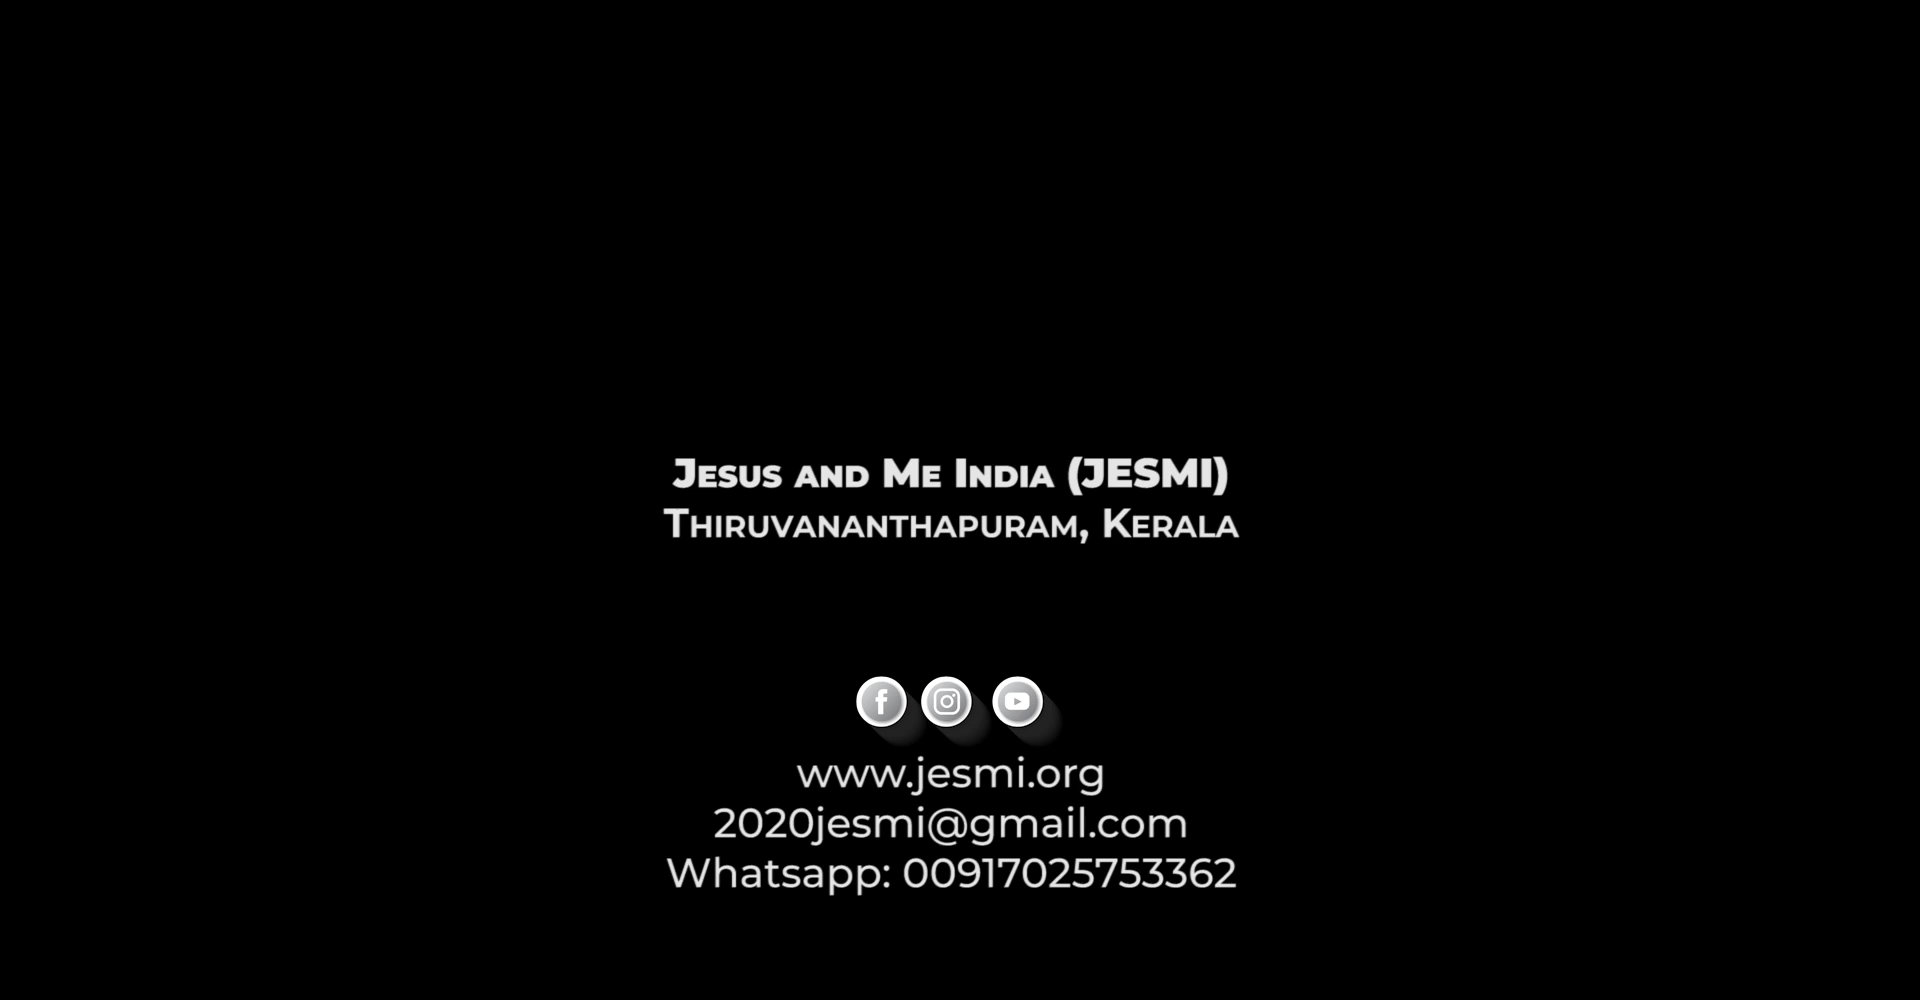 Jesus and Me India (JESMI)
Thiruvananthapuram, Kerala
www.jesmi.org
2020jesmi@gmail.com
Whatsapp: 00917025753362